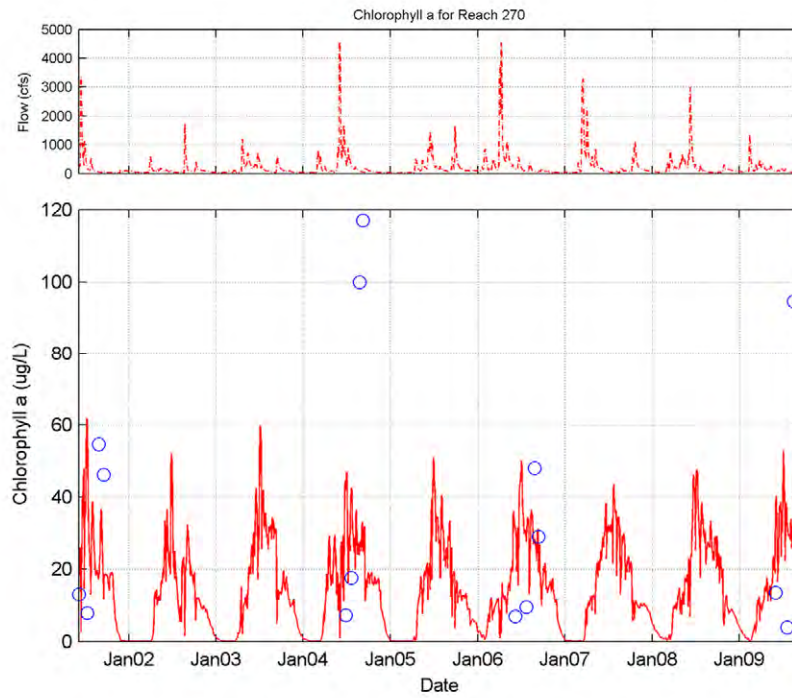 Chlorophyll a for Reach 270
Flow (cfs)
5000
4000
3000
2000
1000
0
Chlorophyll a (ug/L)
120
100
80
60
40
20
0
Jan02 Jan03 Jan04 Jan05 Jan06 Jan07 Jan08 Jan09
Date